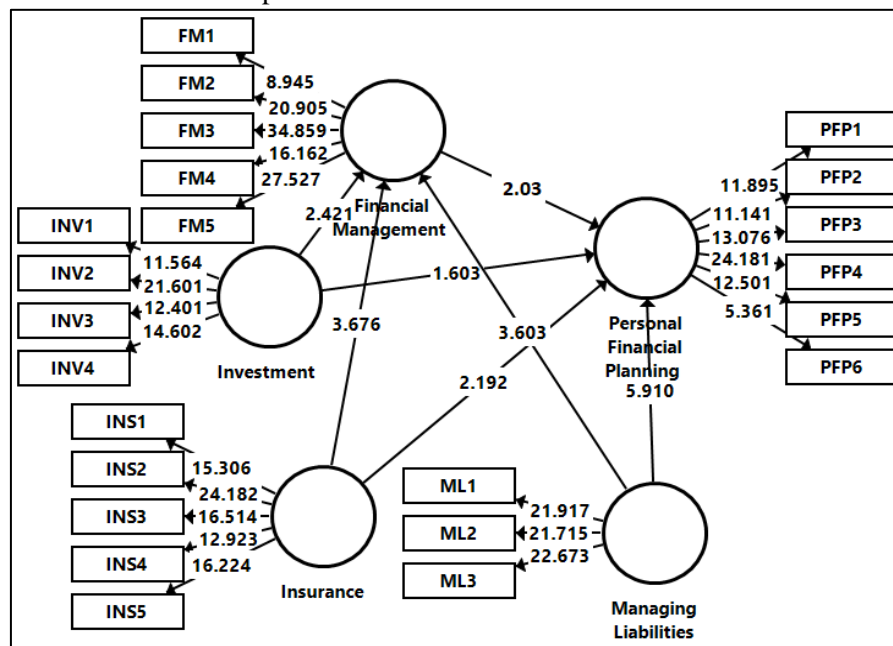 FM1
FM2
FM3
FM4
FM5
8.945
20.905
34.859
16.162
27.527
Financial
Management
INV1
INV2
INV3
INV4
11.564
21.601
12.401
14.602
Investment
INS1
INS2
INS3
INS4
INS5
15.306
24.182
16.514
12.923
16.224
Insurance
ML1
ML2
ML3
21.917
21.715
22.673
Managing
Liabilities
2.421
3.676
3.603
2.03
1.603
2.192
5.910
Personal
Financial
Planning
11.895
11.141
13.076
24.181
12.501
5.361
PFP1
PFP2
PFP3
PFP4
PFP5
PFP6